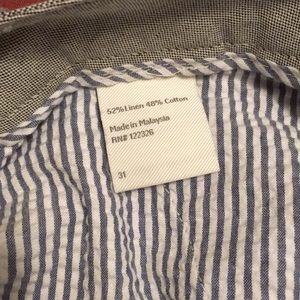 52% Linen 48% Cotton
Made in Malaysia
RN# 122326
31